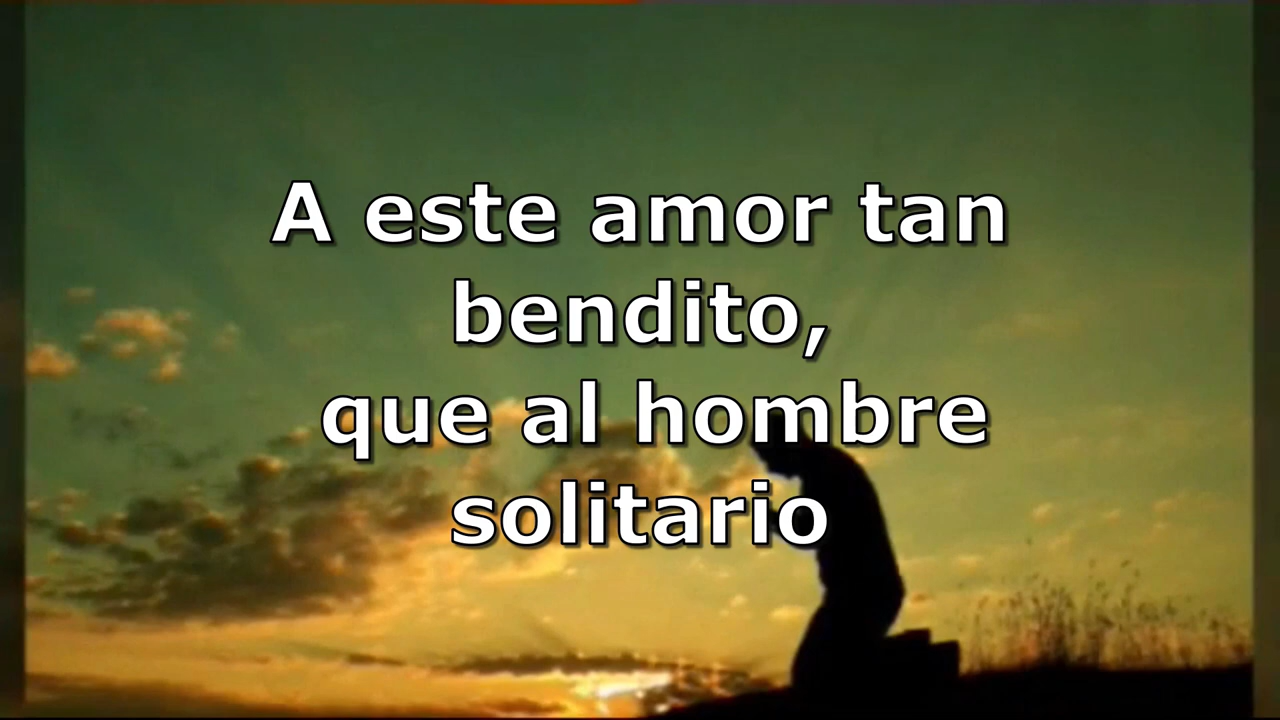 A este amor tan
bendito,
que al hombre
solitario